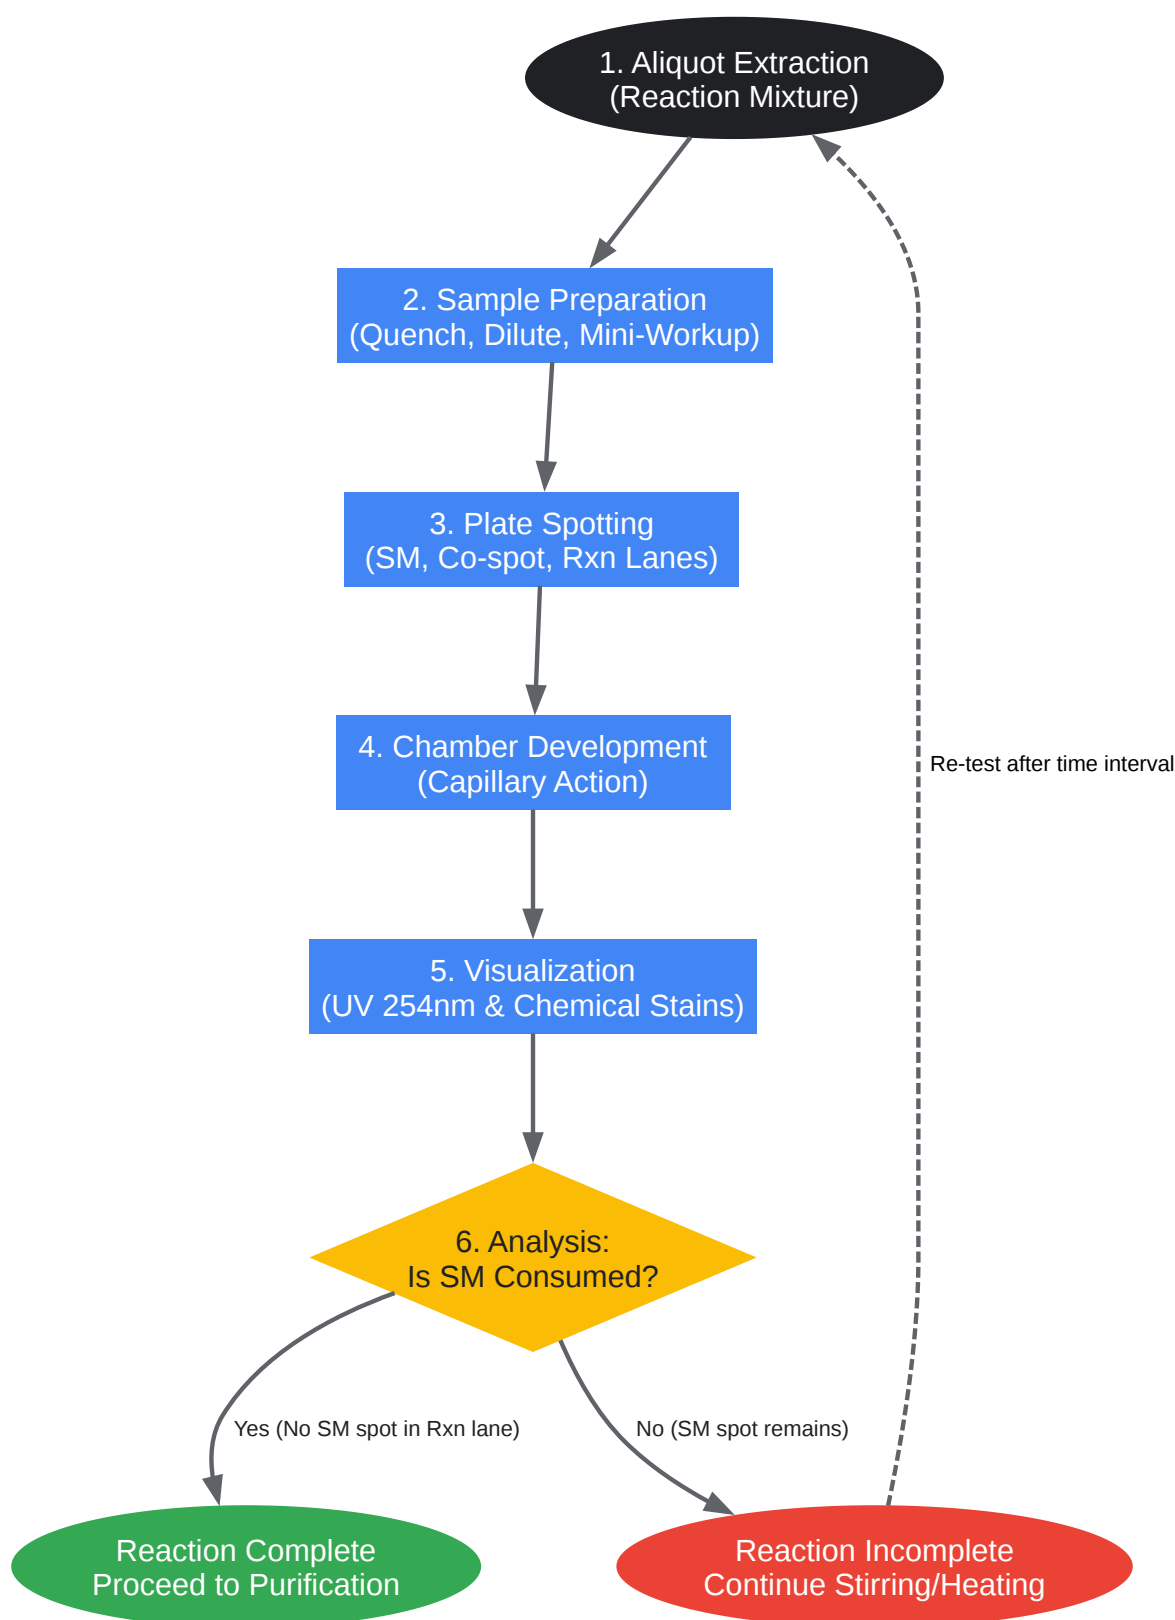 1. Aliquot Extraction
(Reaction Mixture)
2. Sample Preparation
(Quench, Dilute, Mini-Workup)
3. Plate Spotting
(SM, Co-spot, Rxn Lanes)
4. Chamber Development
(Capillary Action)
Re-test after time interval
5. Visualization
(UV 254nm & Chemical Stains)
6. Analysis:
Is SM Consumed?
Yes (No SM spot in Rxn lane)
No (SM spot remains)
Reaction Complete
Proceed to Purification
Reaction Incomplete
Continue Stirring/Heating